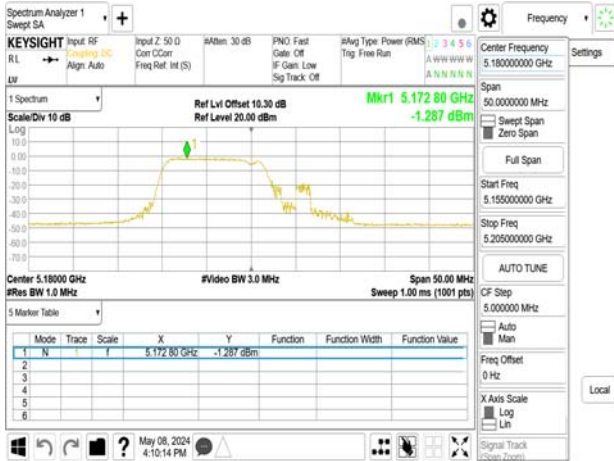 Spectrum Analyzer 1
Swept SA
+
Frequency
KEYSIGHT
RL
Input: RF
Coupling: DC
Align: Auto
Input Z: 50 Ω
Corr CCorr
Freq Ref: Int (S)
#Atten: 30 dB
PNO: Fast
Gate: Off
IF Gain: Low
Sig Track: Off
#Avg Type: Power (RMS
Trig: Free Run
1 2 3 4 5 6
A W W W W W
A N N N N N
Center Frequency
5.180000000 GHz
Settings
Span
50.0000000 MHz
Swept Span
Zero Span
Full Span
Start Freq
5.155000000 GHz
Stop Freq
5.205000000 GHz
AUTO TUNE
CF Step
5.000000 MHz
Auto
Man
Freq Offset
0 Hz
X Axis Scale
Log
Lin
Local
Signal Track
(Span Zoom)
1 Spectrum
Scale/Div 10 dB
Ref Lvl Offset 10.30 dB
Ref Level 20.00 dBm
Mkr1 5.172 80 GHz
-1.287 dBm
Log
10.0
0.00
-10.0
-20.0
-30.0
-40.0
-50.0
-60.0
-70.0
1
Center 5.18000 GHz
#Res BW 1.0 MHz
#Video BW 3.0 MHz
Span 50.00 MHz
Sweep 1.00 ms (1001 pts)
5 Marker Table
Mode Trace Scale X Y Function Function Width Function Value
1 N 1 f 5.172 80 GHz -1.287 dBm
2
3
4
5
6
?
May 08, 2024
4:10:14 PM